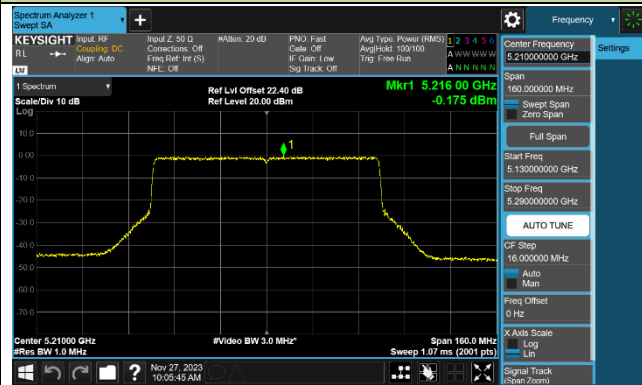 Spectrum Analyzer 1
Swept SA
Frequency
KEYSIGHT
RL
LXI
Input: RF
Coupling: DC
Align: Auto
Input Z: 50 Ω
Corrections: Off
Freq Ref: Int (S)
NFE: Off
#Atten: 20 dB
PNO: Fast
Gate: Off
IF Gain: Low
Sig Track: Off
Avg Type: Power (RMS)
Avg|Hold: 100/100
Trig: Free Run
1 2 3 4 5 6
A W W W W W
A N N N N N
1 Spectrum
Scale/Div 10 dB
Log
Ref Lvl Offset 22.40 dB
Ref Level 20.00 dBm
Mkr1 5.216 00 GHz
-0.175 dBm
1
10.0
0.00
-10.0
-20.0
-30.0
-40.0
-50.0
-60.0
-70.0
Center 5.21000 GHz
#Res BW 1.0 MHz
#Video BW 3.0 MHz*
Span 160.0 MHz
Sweep 1.07 ms (2001 pts)
Nov 27, 2023
10:05:45 AM
Center Frequency
5.210000000 GHz
Settings
Span
160.000000 MHz
Swept Span
Zero Span
Full Span
Start Freq
5.130000000 GHz
Stop Freq
5.290000000 GHz
AUTO TUNE
CF Step
16.000000 MHz
Auto
Man
Freq Offset
0 Hz
X Axis Scale
Log
Lin
Signal Track
(Span Zoom)